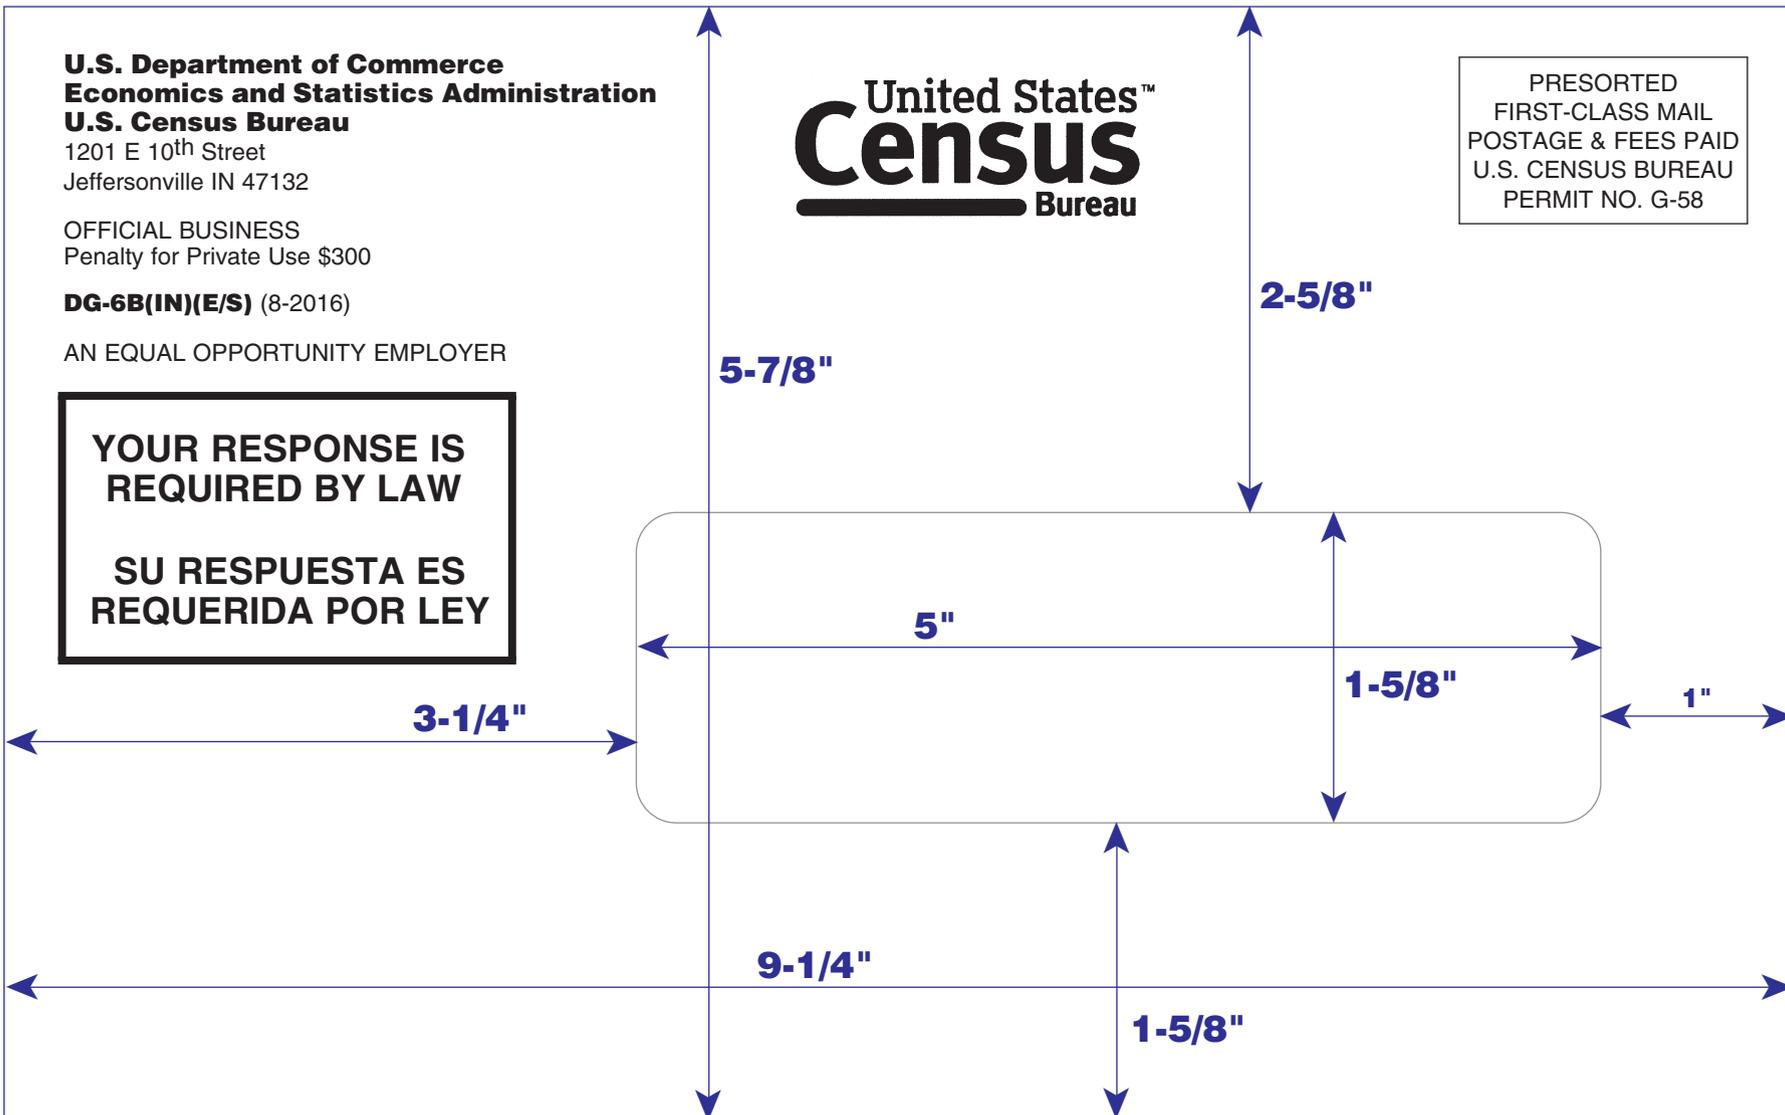 U.S. Department of Commerce
Economics and Statistics Administration
U.S. Census Bureau
1201 E 10th Street
Jeffersonville IN 47132
OFFICIAL BUSINESS
Penalty for Private Use $300
DG-6B(IN)(E/S) (8-2016)
AN EQUAL OPPORTUNITY EMPLOYER
YOUR RESPONSE IS
REQUIRED BY LAW
SU RESPUESTA ES
REQUERIDA POR LEY
United States™
Census
Bureau
PRESORTED
FIRST-CLASS MAIL
POSTAGE & FEES PAID
U.S. CENSUS BUREAU
PERMIT NO. G-58
2-5/8"
5-7/8"
5"
1-5/8"
1"
3-1/4"
9-1/4"
1-5/8"